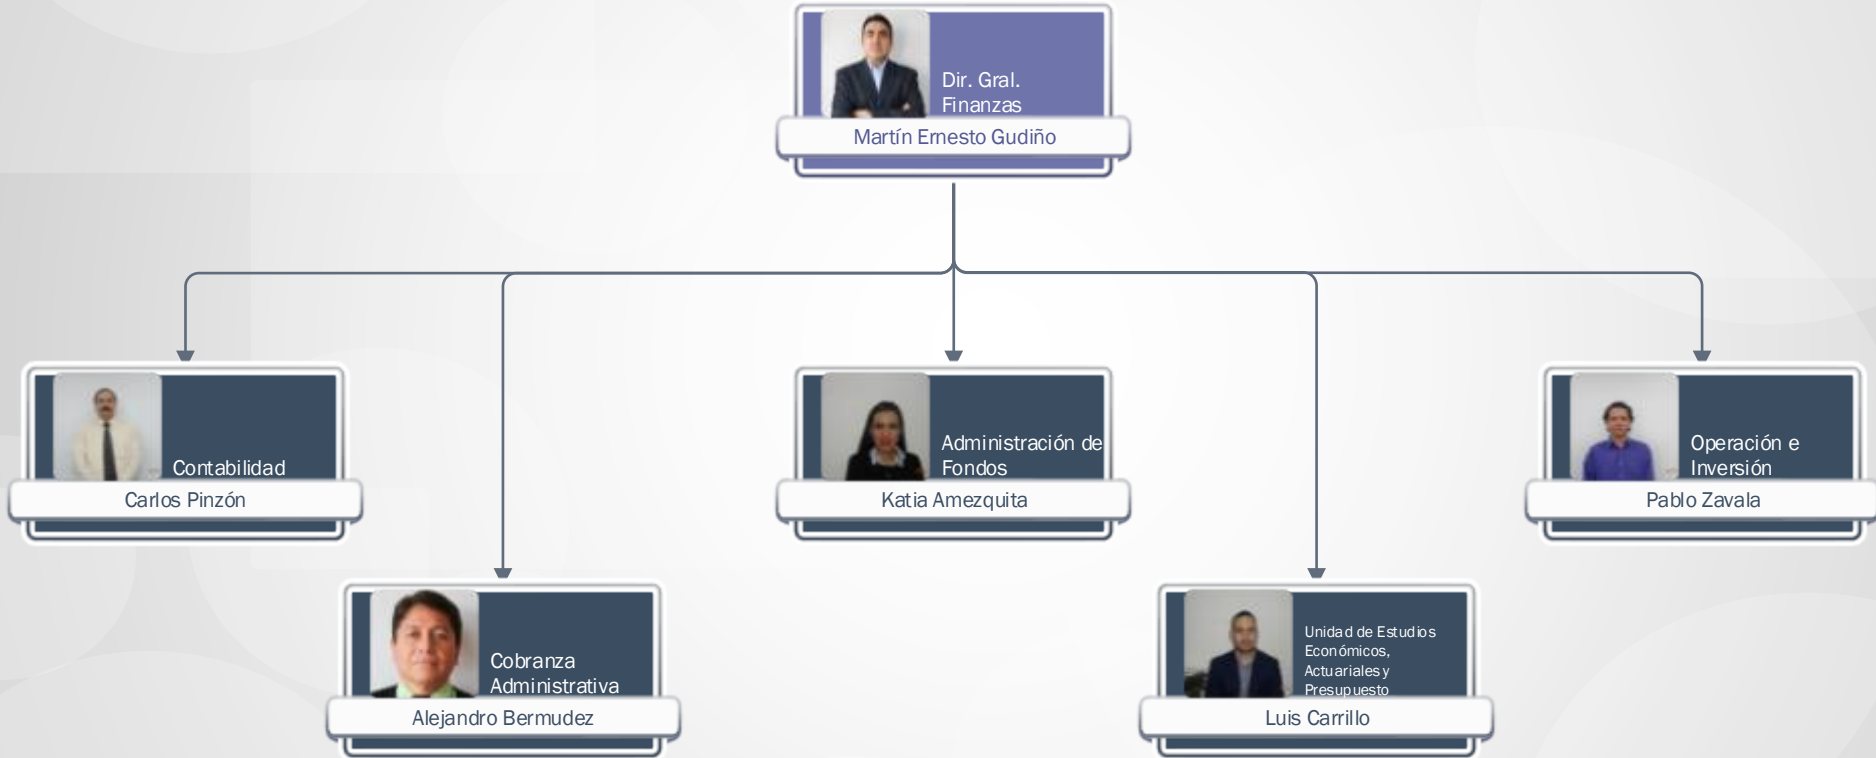 Dir. Gral.
Finanzas
Martín Ernesto Gudiño
Contabilidad
Carlos Pinzón
Administración de
Fondos
Katia Amezquita
Operación e
Inversión
Pablo Zavala
Cobranza
Administrativa
Alejandro Bermudez
Unidad de Estudios
Económicos,
Actuariales y
Presupuesto
Luis Carrillo